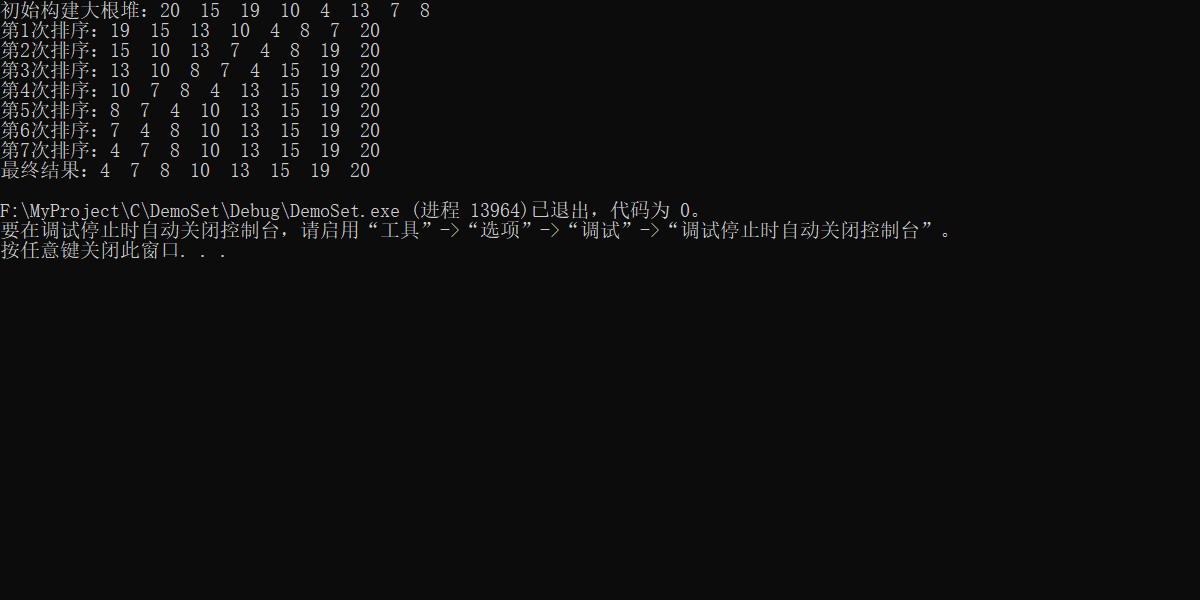 初始构建大根堆：20  15  19  10  4  13  7  8
第1次排序：19  15  13  10  4  8  7  20
第2次排序：15  10  13  7  4  8  19  20
第3次排序：13  10  8  7  4  15  19  20
第4次排序：10  7  8  4  13  15  19  20
第5次排序：8  7  4  10  13  15  19  20
第6次排序：7  4  8  10  13  15  19  20
第7次排序：4  7  8  10  13  15  19  20
最终结果：4  7  8  10  13  15  19  20
F:\MyProject\C\DemoSet\Debug\DemoSet.exe (进程 13964)已退出，代码为 0。
要在调试停止时自动关闭控制台，请启用“工具”->“选项”->“调试”->“调试停止时自动关闭控制台”。
按任意键关闭此窗口. . .